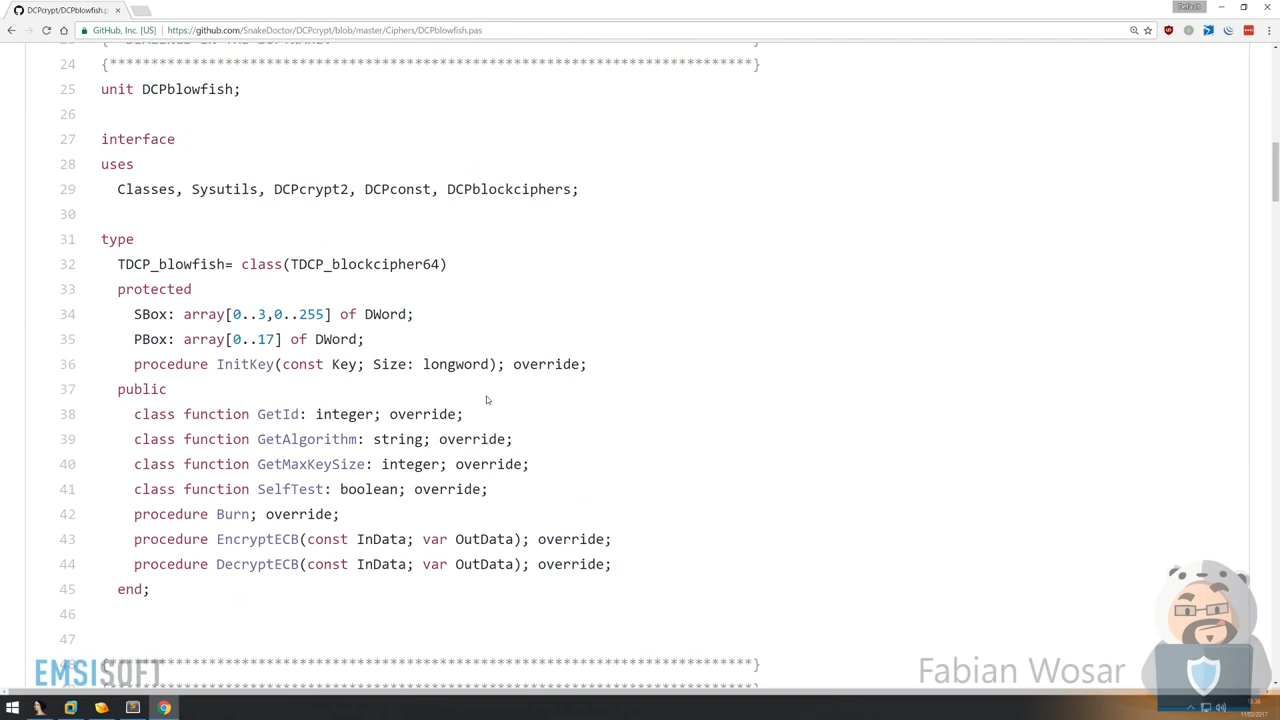 DCPcrypt/DCPblowfish.pa
Default
GitHub, Inc. [US] https://github.com/SnakeDoctor/DCPcrypt/blob/master/Ciphers/DCPblowfish.pas
24 {******************************************************************************}
25 unit DCPblowfish;
26
27 interface
28 uses
29 Classes, Sysutils, DCPcrypt2, DCPconst, DCPblockciphers;
30
31 type
32 TDCP_blowfish= class(TDCP_blockcipher64)
33 protected
34 SBox: array[0..3,0..255] of DWord;
35 PBox: array[0..17] of DWord;
36 procedure InitKey(const Key; Size: longword); override;
37 public
38 class function GetId: integer; override;
39 class function GetAlgorithm: string; override;
40 class function GetMaxKeySize: integer; override;
41 class function SelfTest: boolean; override;
42 procedure Burn; override;
43 procedure EncryptECB(const InData; var OutData); override;
44 procedure DecryptECB(const InData; var OutData); override;
45 end;
46
47
{******************************************************************************}
EMSISOFT
Fabian Wosar
11/03/2017